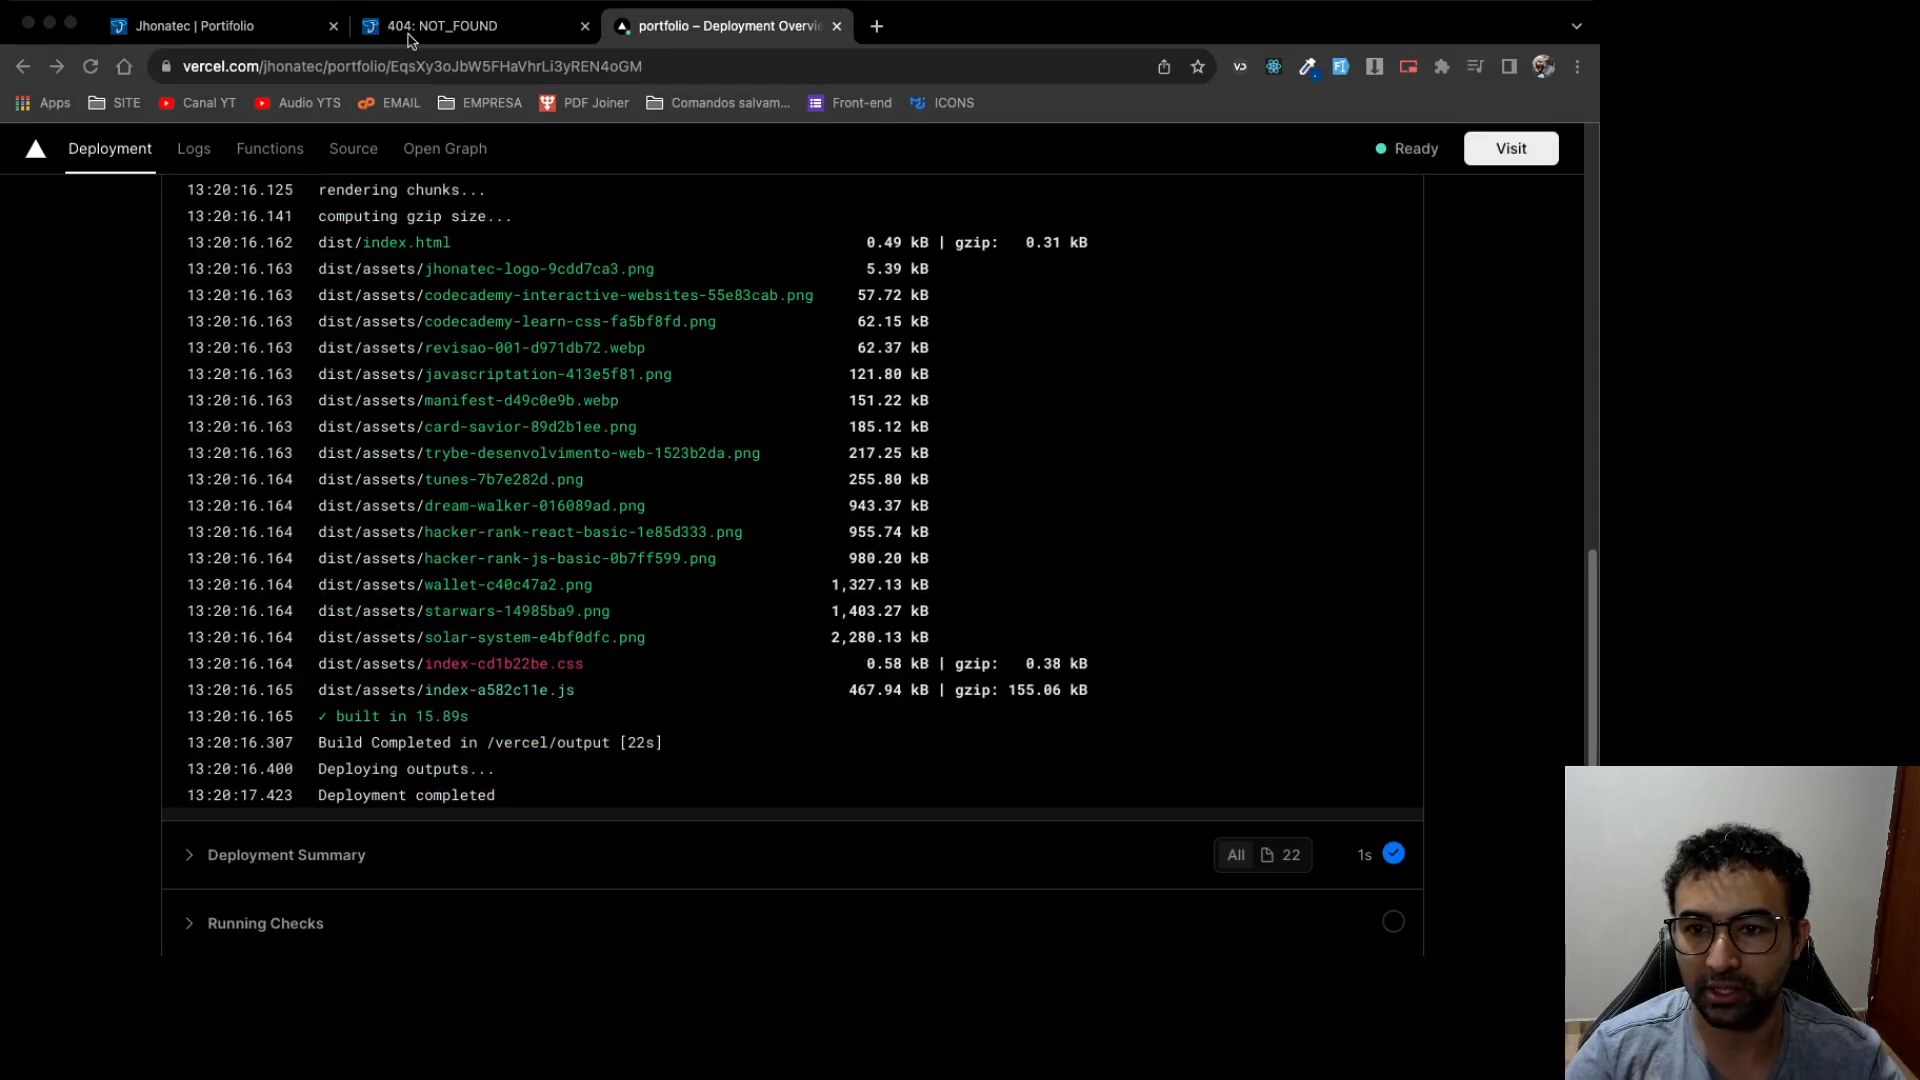 Jhonatec | Portifolio
404: NOT_FOUND
portfolio – Deployment Overvi
vercel.com/jhonatec/portfolio/EqsXy3oJbW5FHaVhrLi3yREN4oGM
Apps
SITE
Canal YT
Audio YTS
EMAIL
EMPRESA
PDF Joiner
Comandos salvam...
Front-end
ICONS
Deployment
Logs
Functions
Source
Open Graph
Ready
Visit
13:20:16.125 rendering chunks...
13:20:16.141 computing gzip size...
13:20:16.162 dist/index.html 0.49 kB | gzip: 0.31 kB
13:20:16.163 dist/assets/jhonatec-logo-9cdd7ca3.png 5.39 kB
13:20:16.163 dist/assets/codecademy-interactive-websites-55e83cab.png 57.72 kB
13:20:16.163 dist/assets/codecademy-learn-css-fa5bf8fd.png 62.15 kB
13:20:16.163 dist/assets/revisao-001-d971db72.webp 62.37 kB
13:20:16.163 dist/assets/javascriptation-413e5f81.png 121.80 kB
13:20:16.163 dist/assets/manifest-d49c0e9b.webp 151.22 kB
13:20:16.163 dist/assets/card-savior-89d2b1ee.png 185.12 kB
13:20:16.163 dist/assets/trybe-desenvolvimento-web-1523b2da.png 217.25 kB
13:20:16.164 dist/assets/tunes-7b7e282d.png 255.80 kB
13:20:16.164 dist/assets/dream-walker-016089ad.png 943.37 kB
13:20:16.164 dist/assets/hacker-rank-react-basic-1e85d333.png 955.74 kB
13:20:16.164 dist/assets/hacker-rank-js-basic-0b7ff599.png 980.20 kB
13:20:16.164 dist/assets/wallet-c40c47a2.png 1,327.13 kB
13:20:16.164 dist/assets/starwars-14985ba9.png 1,403.27 kB
13:20:16.164 dist/assets/solar-system-e4bf0dfc.png 2,280.13 kB
13:20:16.164 dist/assets/index-cd1b22be.css 0.58 kB | gzip: 0.38 kB
13:20:16.165 dist/assets/index-a582c11e.js 467.94 kB | gzip: 155.06 kB
13:20:16.165 ✓ built in 15.89s
13:20:16.307 Build Completed in /vercel/output [22s]
13:20:16.400 Deploying outputs...
13:20:17.423 Deployment completed
Deployment Summary
All
22
1s
Running Checks